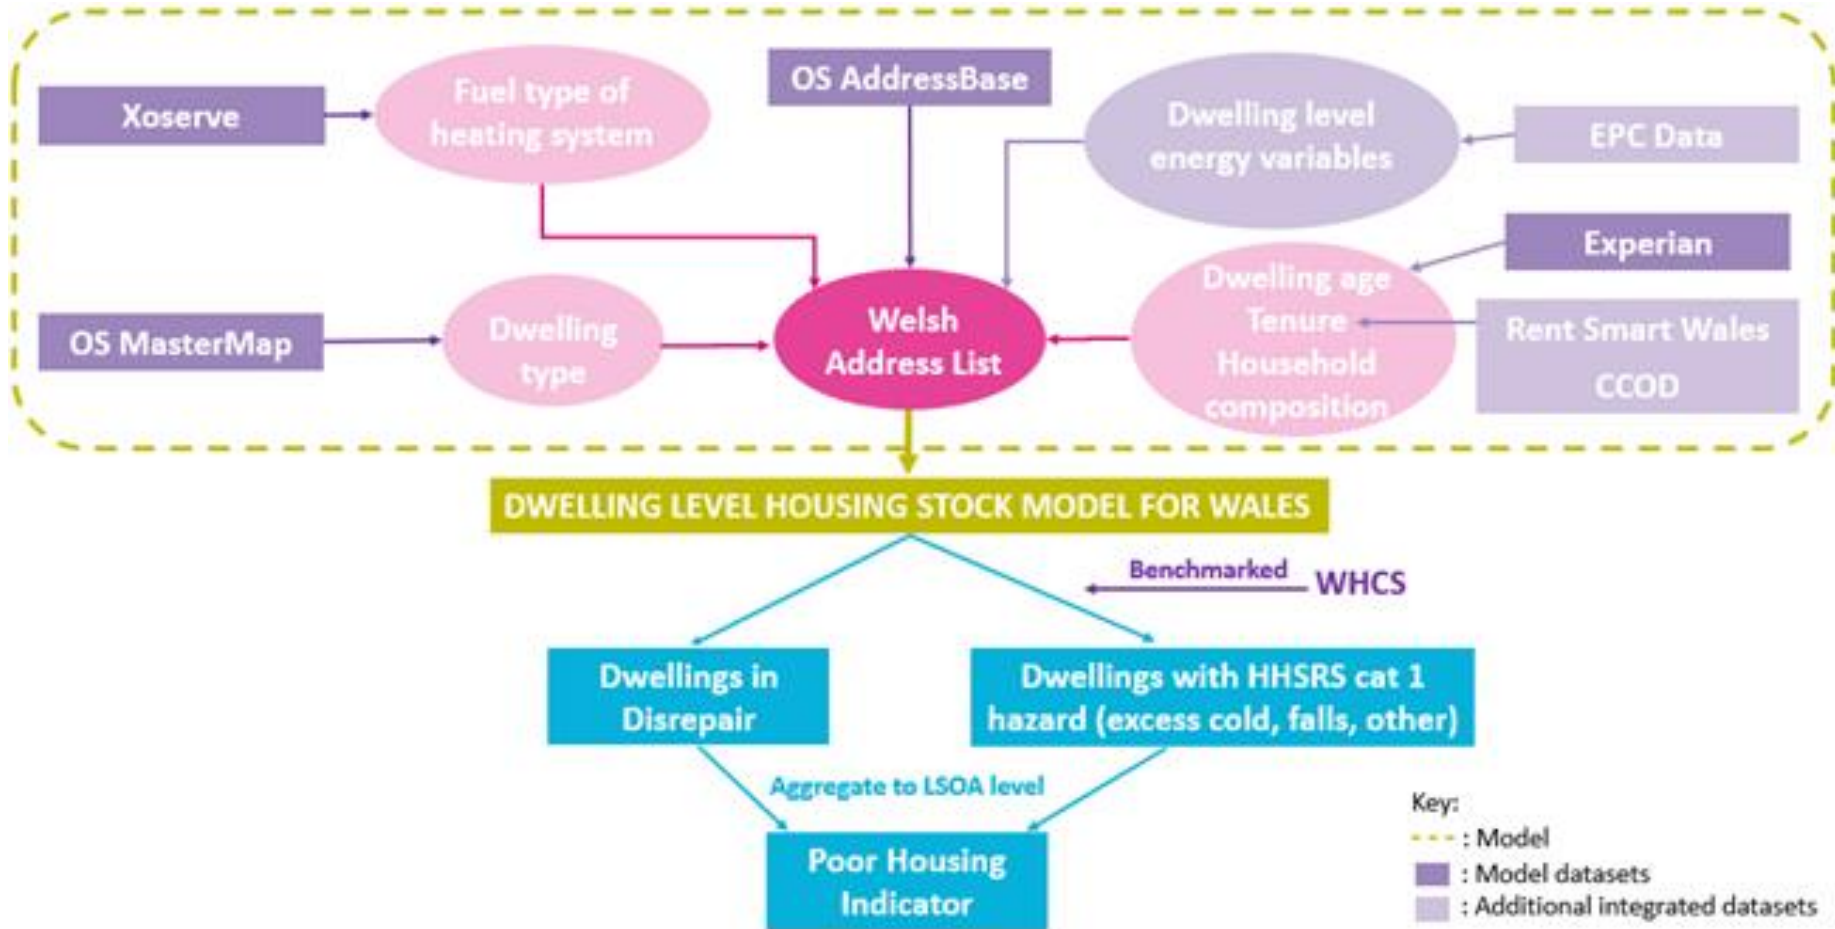 Xoserve
Fuel type of
heating system
OS AddressBase
Dwelling level
energy variables
EPC Data
Experian
OS MasterMap
Dwelling
type
Welsh
Address List
Dwelling age
Tenure
Household
composition
Rent Smart Wales
CCOD
DWELLING LEVEL HOUSING STOCK MODEL FOR WALES
Benchmarked
WHCS
Dwellings in
Disrepair
Dwellings with HHSRS cat 1
hazard (excess cold, falls, other)
Aggregate to LSOA level
Poor Housing
Indicator
Key:
: Model
: Model datasets
: Additional integrated datasets